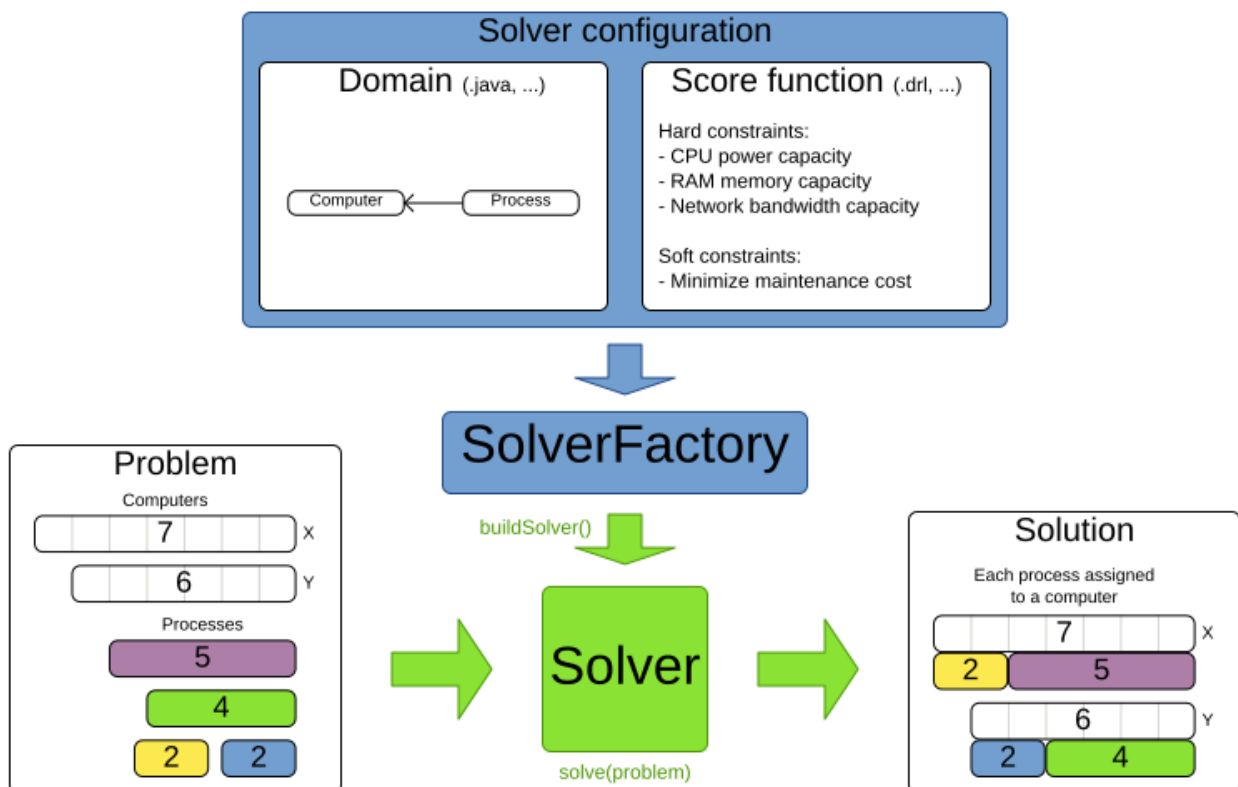 Solver configuration
Domain (.java, ...)
Computer
Process
Score function (.drl, ...)
Hard constraints:
- CPU power capacity
- RAM memory capacity
- Network bandwidth capacity
Soft constraints:
- Minimize maintenance cost
SolverFactory
buildSolver()
Problem
Computers
7 X
6 Y
Processes
5
4
2 2
Solver
solve(problem)
Solution
Each process assigned
to a computer
7 X
2 5
6 Y
2 4